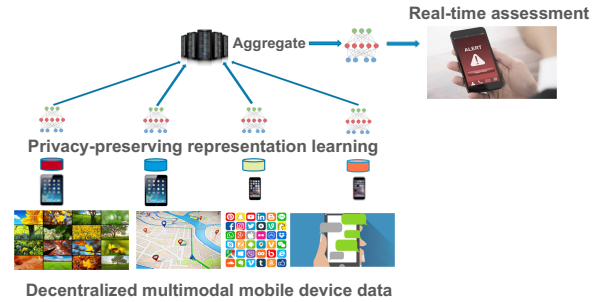 Real-time assessment
Aggregate
ALERT
Privacy-preserving representation learning
Decentralized multimodal mobile device data